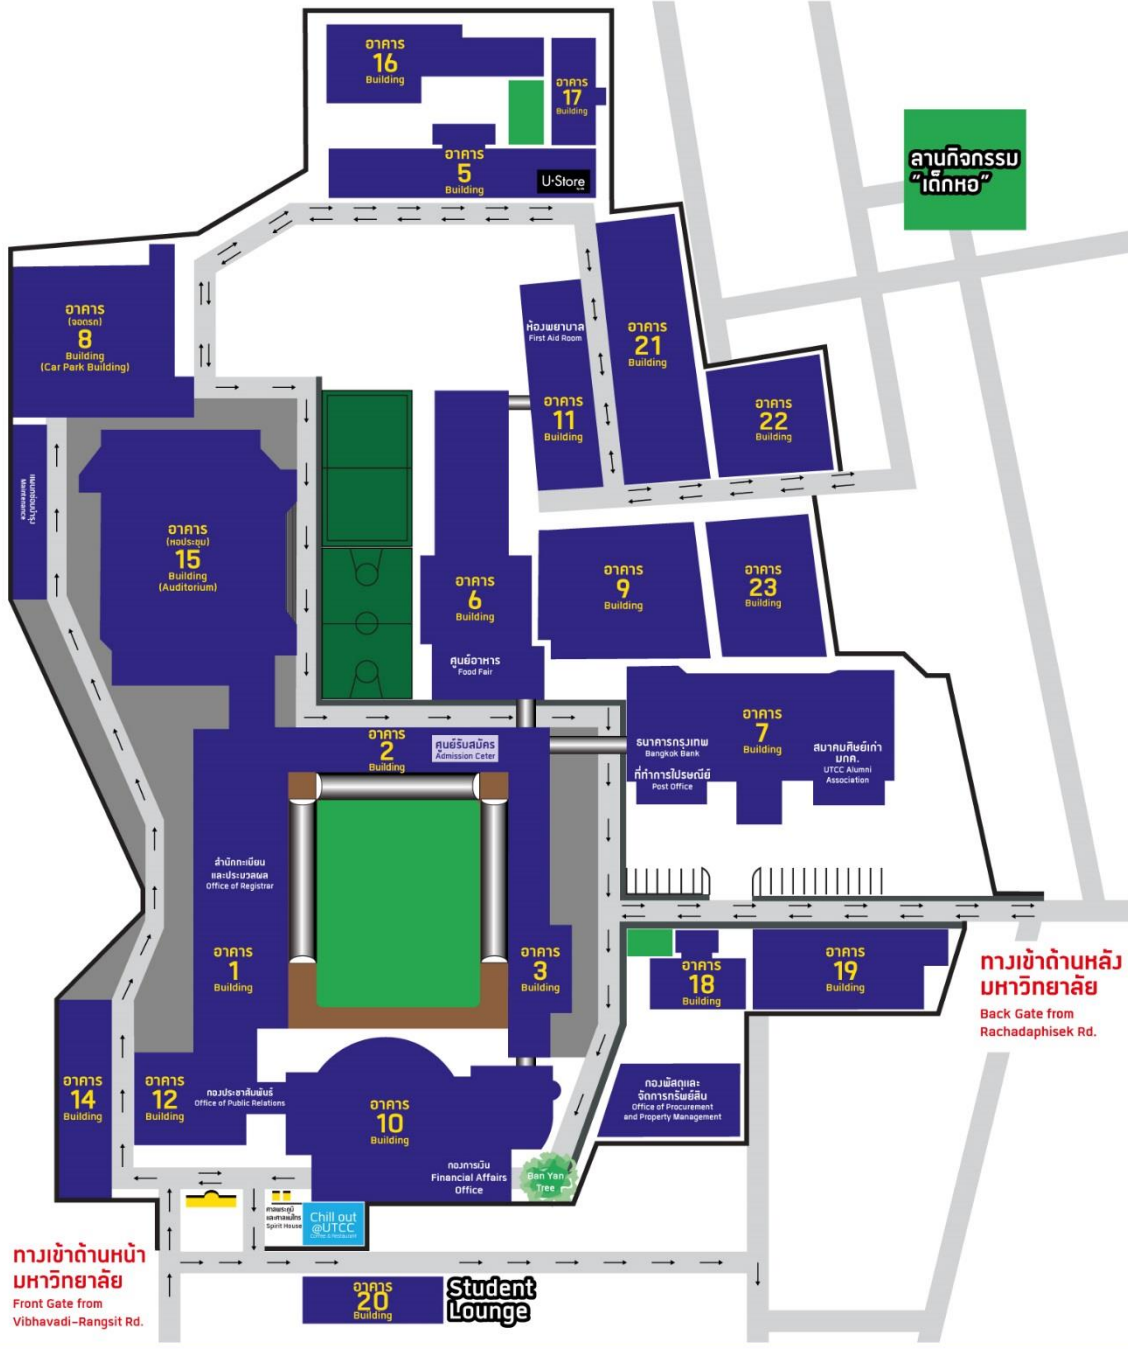 อาคาร
16
Building
อาคาร
17
Building
อาคาร
5
Building
U·Store
ลานกิจกรรม
"เด็กหอ"
อาคาร
(จอดรถ)
8
Building
(Car Park Building)
ห้องพยาบาล
First Aid Room
อาคาร
11
Building
อาคาร
21
Building
อาคาร
22
Building
แผนกซ่อมบำรุง
Maintenance
อาคาร
(หอประชุม)
15
Building
(Auditorium)
อาคาร
6
Building
ศูนย์อาหาร
Food Fair
อาคาร
9
Building
อาคาร
23
Building
อาคาร
2
Building
ศูนย์รับสมัคร
Admission Ceter
ธนาคารกรุงเทพ
Bangkok Bank
ที่ทำการไปรษณีย์
Post Office
อาคาร
7
Building
สมาคมศิษย์เก่า
มกค.
UTCC Alumni
Association
สำนักทะเบียน
และประมวลผล
Office of Registrar
อาคาร
1
Building
อาคาร
3
Building
อาคาร
18
Building
อาคาร
19
Building
ทางเข้าด้านหลัง
มหาวิทยาลัย
Back Gate from
Rachadaphisek Rd.
อาคาร
14
Building
อาคาร
12
Building
กองประชาสัมพันธ์
Office of Public Relations
อาคาร
10
Building
กองพัสดุและ
จัดการทรัพย์สิน
Office of Procurement
and Property Management
กองการเงิน
Financial Affairs
Office
Ban Yan
Tree
ศาลพระภูมิ
และศาลปู่ไทร
Spirit House
Chill out
@UTCC
ทางเข้าด้านหน้า
มหาวิทยาลัย
Front Gate from
Vibhavadi-Rangsit Rd.
อาคาร
20
Building
Student
Lounge